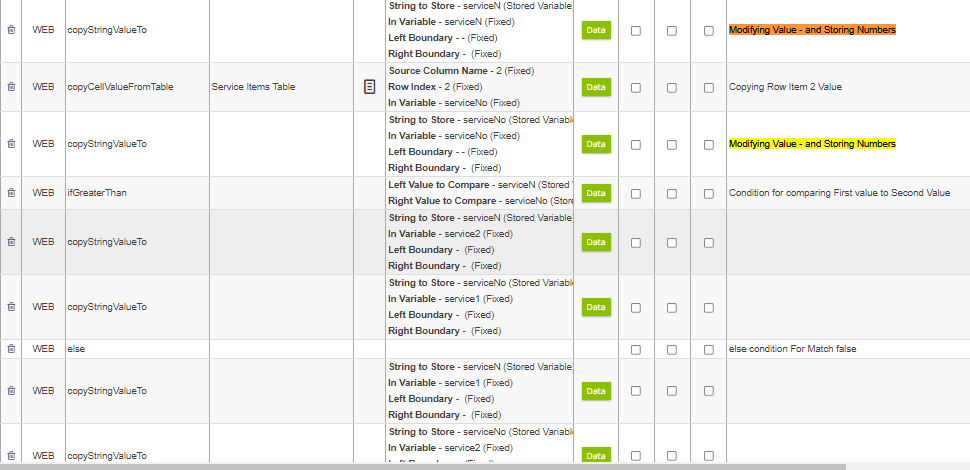 String to Store - serviceN (Stored Variable)
WEB copyStringValueTo In Variable - serviceN (Fixed) Data Modifying Value - and Storing Numbers
Left Boundary - - (Fixed)
Right Boundary - (Fixed)
Source Column Name - 2 (Fixed)
WEB copyCellValueFromTable Service Items Table Row Index - 2 (Fixed) Data Copying Row Item 2 Value
In Variable - serviceNo (Fixed)
String to Store - serviceNo (Stored Variabl
WEB copyStringValueTo In Variable - serviceNo (Fixed) Data Modifying Value - and Storing Numbers
Left Boundary - - (Fixed)
Right Boundary - (Fixed)
Left Value to Compare - serviceN (Stored
WEB ifGreaterThan Data Condition for comparing First value to Second Value
Right Value to Compare - serviceNo (Store
String to Store - serviceN (Stored Variable
WEB copyStringValueTo In Variable - service2 (Fixed) Data
Left Boundary - (Fixed)
Right Boundary - (Fixed)
String to Store - serviceNo (Stored Variabl
WEB copyStringValueTo In Variable - service1 (Fixed) Data
Left Boundary - (Fixed)
Right Boundary - (Fixed)
WEB else else condition For Match false
String to Store - serviceN (Stored Variable
WEB copyStringValueTo In Variable - service1 (Fixed) Data
Left Boundary - (Fixed)
Right Boundary - (Fixed)
String to Store - serviceNo (Stored Variabl
In Variable - service2 (Fixed)
WEB copyStringValueTo Data